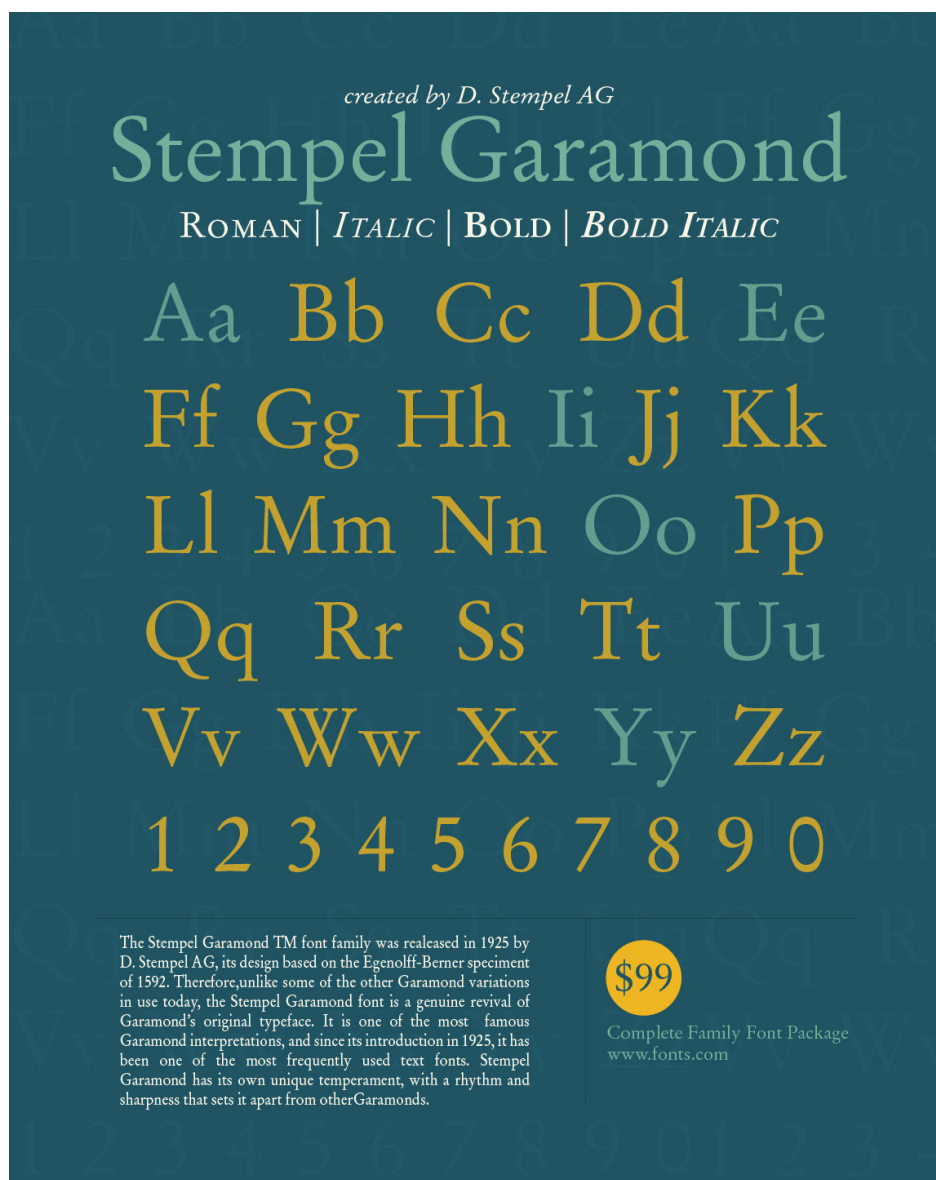 created by D. Stempel AG
Stempel Garamond
ROMAN | ITALIC | BOLD | BOLD ITALIC
Aa Bb Cc Dd Ee
Ff Gg Hh Ii Jj Kk
Ll Mm Nn Oo Pp
Qq Rr Ss Tt Uu
Vv Ww Xx Yy Zz
1 2 3 4 5 6 7 8 9 0
The Stempel Garamond TM font family was realeased in 1925 by
D. Stempel AG, its design based on the Egenolff-Berner speciment
of 1592. Therefore,unlike some of the other Garamond variations
in use today, the Stempel Garamond font is a genuine revival of
Garamond's original typeface. It is one of the most famous
Garamond interpretations, and since its introduction in 1925, it has
been one of the most frequently used text fonts. Stempel
Garamond has its own unique temperament, with a rhythm and
sharpness that sets it apart from otherGaramonds.
$99
Complete Family Font Package
www.fonts.com